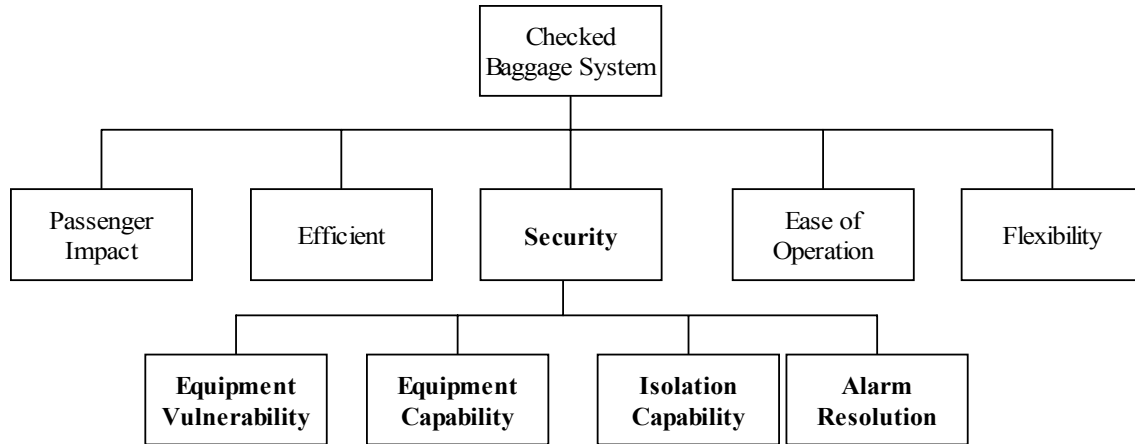 Checked
Baggage System
Passenger
Impact
Efficient
Security
Ease of
Operation
Flexibility
Equipment
Vulnerability
Equipment
Capability
Isolation
Capability
Alarm
Resolution